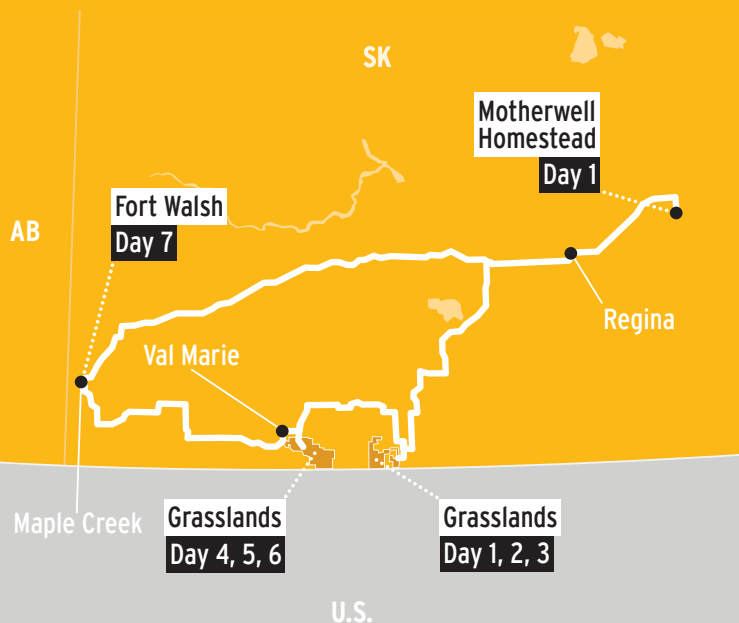 SK
Motherwell
Homestead
Day 1
Fort Walsh
Day 7
AB
Regina
Val Marie
Maple Creek
Grasslands
Day 4, 5, 6
Grasslands
Day 1, 2, 3
U.S.